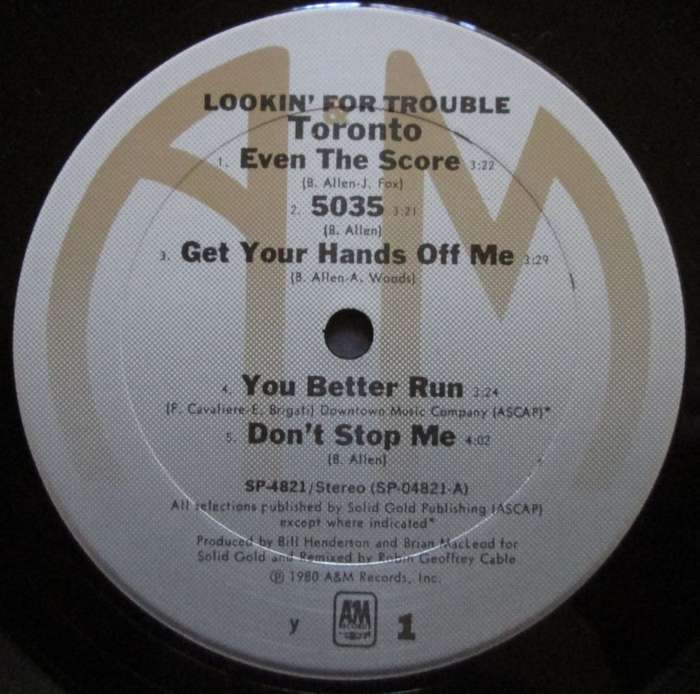 A&M
LOOKIN' FOR TROUBLE
Toronto
1. Even The Score 3:22
(B. Allen-J. Fox)
2. 5035 3:21
(B. Allen)
3. Get Your Hands Off Me 3:29
(B. Allen-A. Woods)
4. You Better Run 3:24
(F. Cavaliere-E. Brigati) Downtown Music Company (ASCAP)*
5. Don't Stop Me 4:02
(B. Allen)
SP-4821/Stereo (SP-04821-A)
All selections published by Solid Gold Publishing (ASCAP)
except where indicated*
Produced by Bill Henderson and Brian MacLeod for
Solid Gold and Remixed by Robin Geoffrey Cable
℗ 1980 A&M Records, Inc.
y A&M RECORDS 1